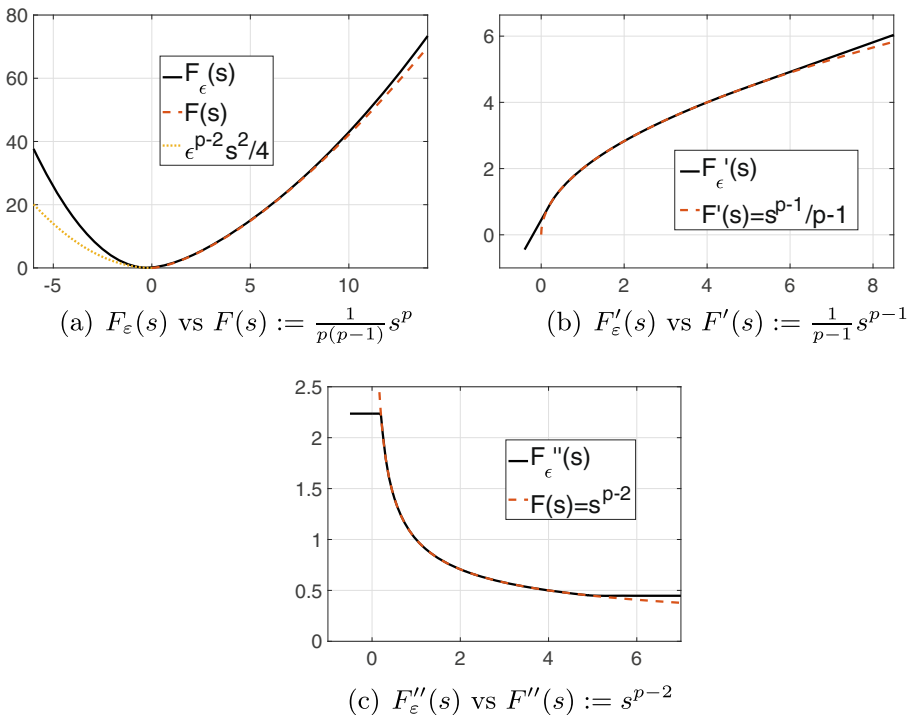 80
60
40
20
0
-5
0
5
10
F_ϵ(s)
F(s)
ϵ^{p-2}s^2/4
(a) F_ε(s) vs F(s) := \frac{1}{p(p-1)} s^p
6
4
2
0
0
2
4
6
8
F_ϵ'(s)
F'(s)=s^{p-1}/p-1
(b) F'_ε(s) vs F'(s) := \frac{1}{p-1} s^{p-1}
2.5
2
1.5
1
0.5
0
0
2
4
6
F_ϵ''(s)
F(s)=s^{p-2}
(c) F''_ε(s) vs F''(s) := s^{p-2}